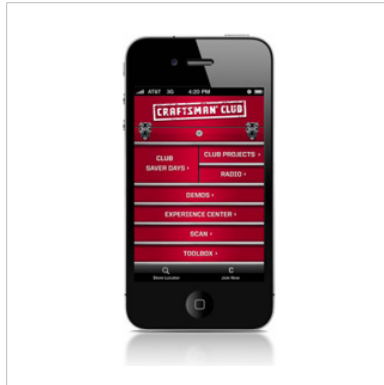 AT&T 3G 4:20 PM
CRAFTSMAN® CLUB
CLUB
SAVER DAYS ›
CLUB PROJECTS ›
RADIO ›
DEMOS ›
EXPERIENCE CENTER ›
SCAN ›
TOOLBOX ›
Store Locator
C
Join Now